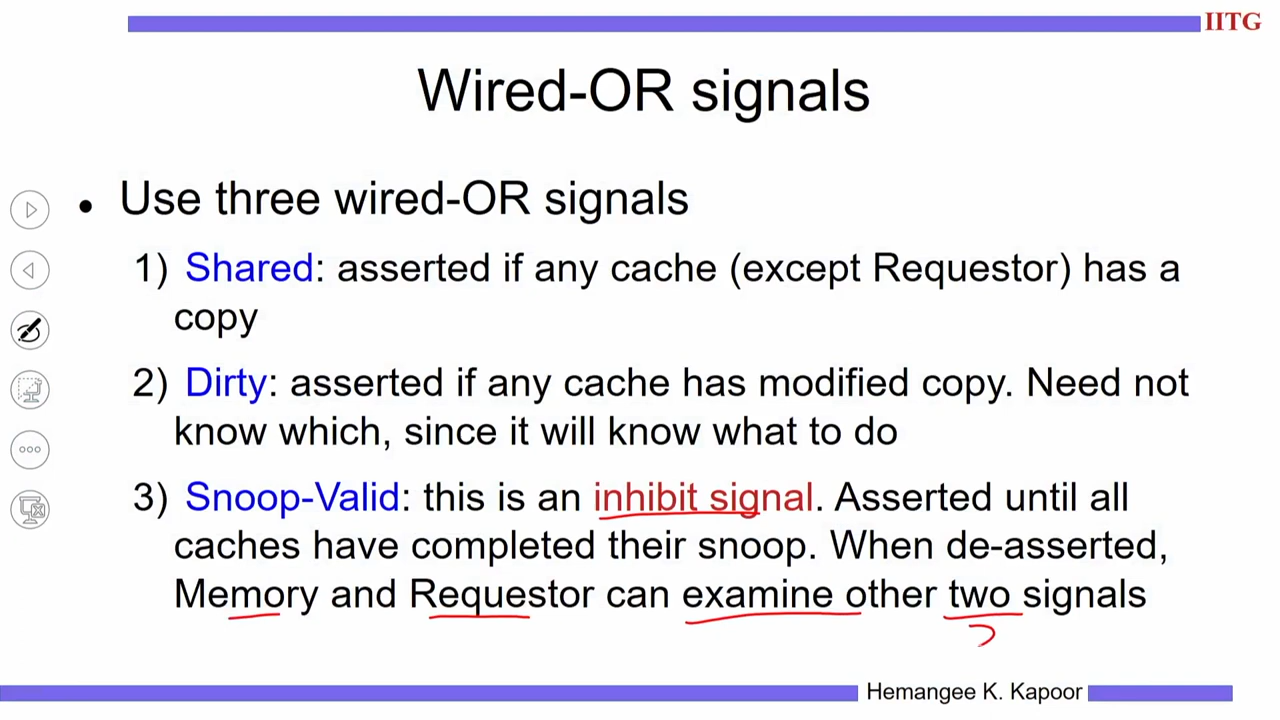 IITG
Wired-OR signals
• Use three wired-OR signals
1) Shared: asserted if any cache (except Requestor) has a
copy
2) Dirty: asserted if any cache has modified copy. Need not
know which, since it will know what to do
3) Snoop-Valid: this is an inhibit signal. Asserted until all
caches have completed their snoop. When de-asserted,
Memory and Requestor can examine other two signals
Hemangee K. Kapoor